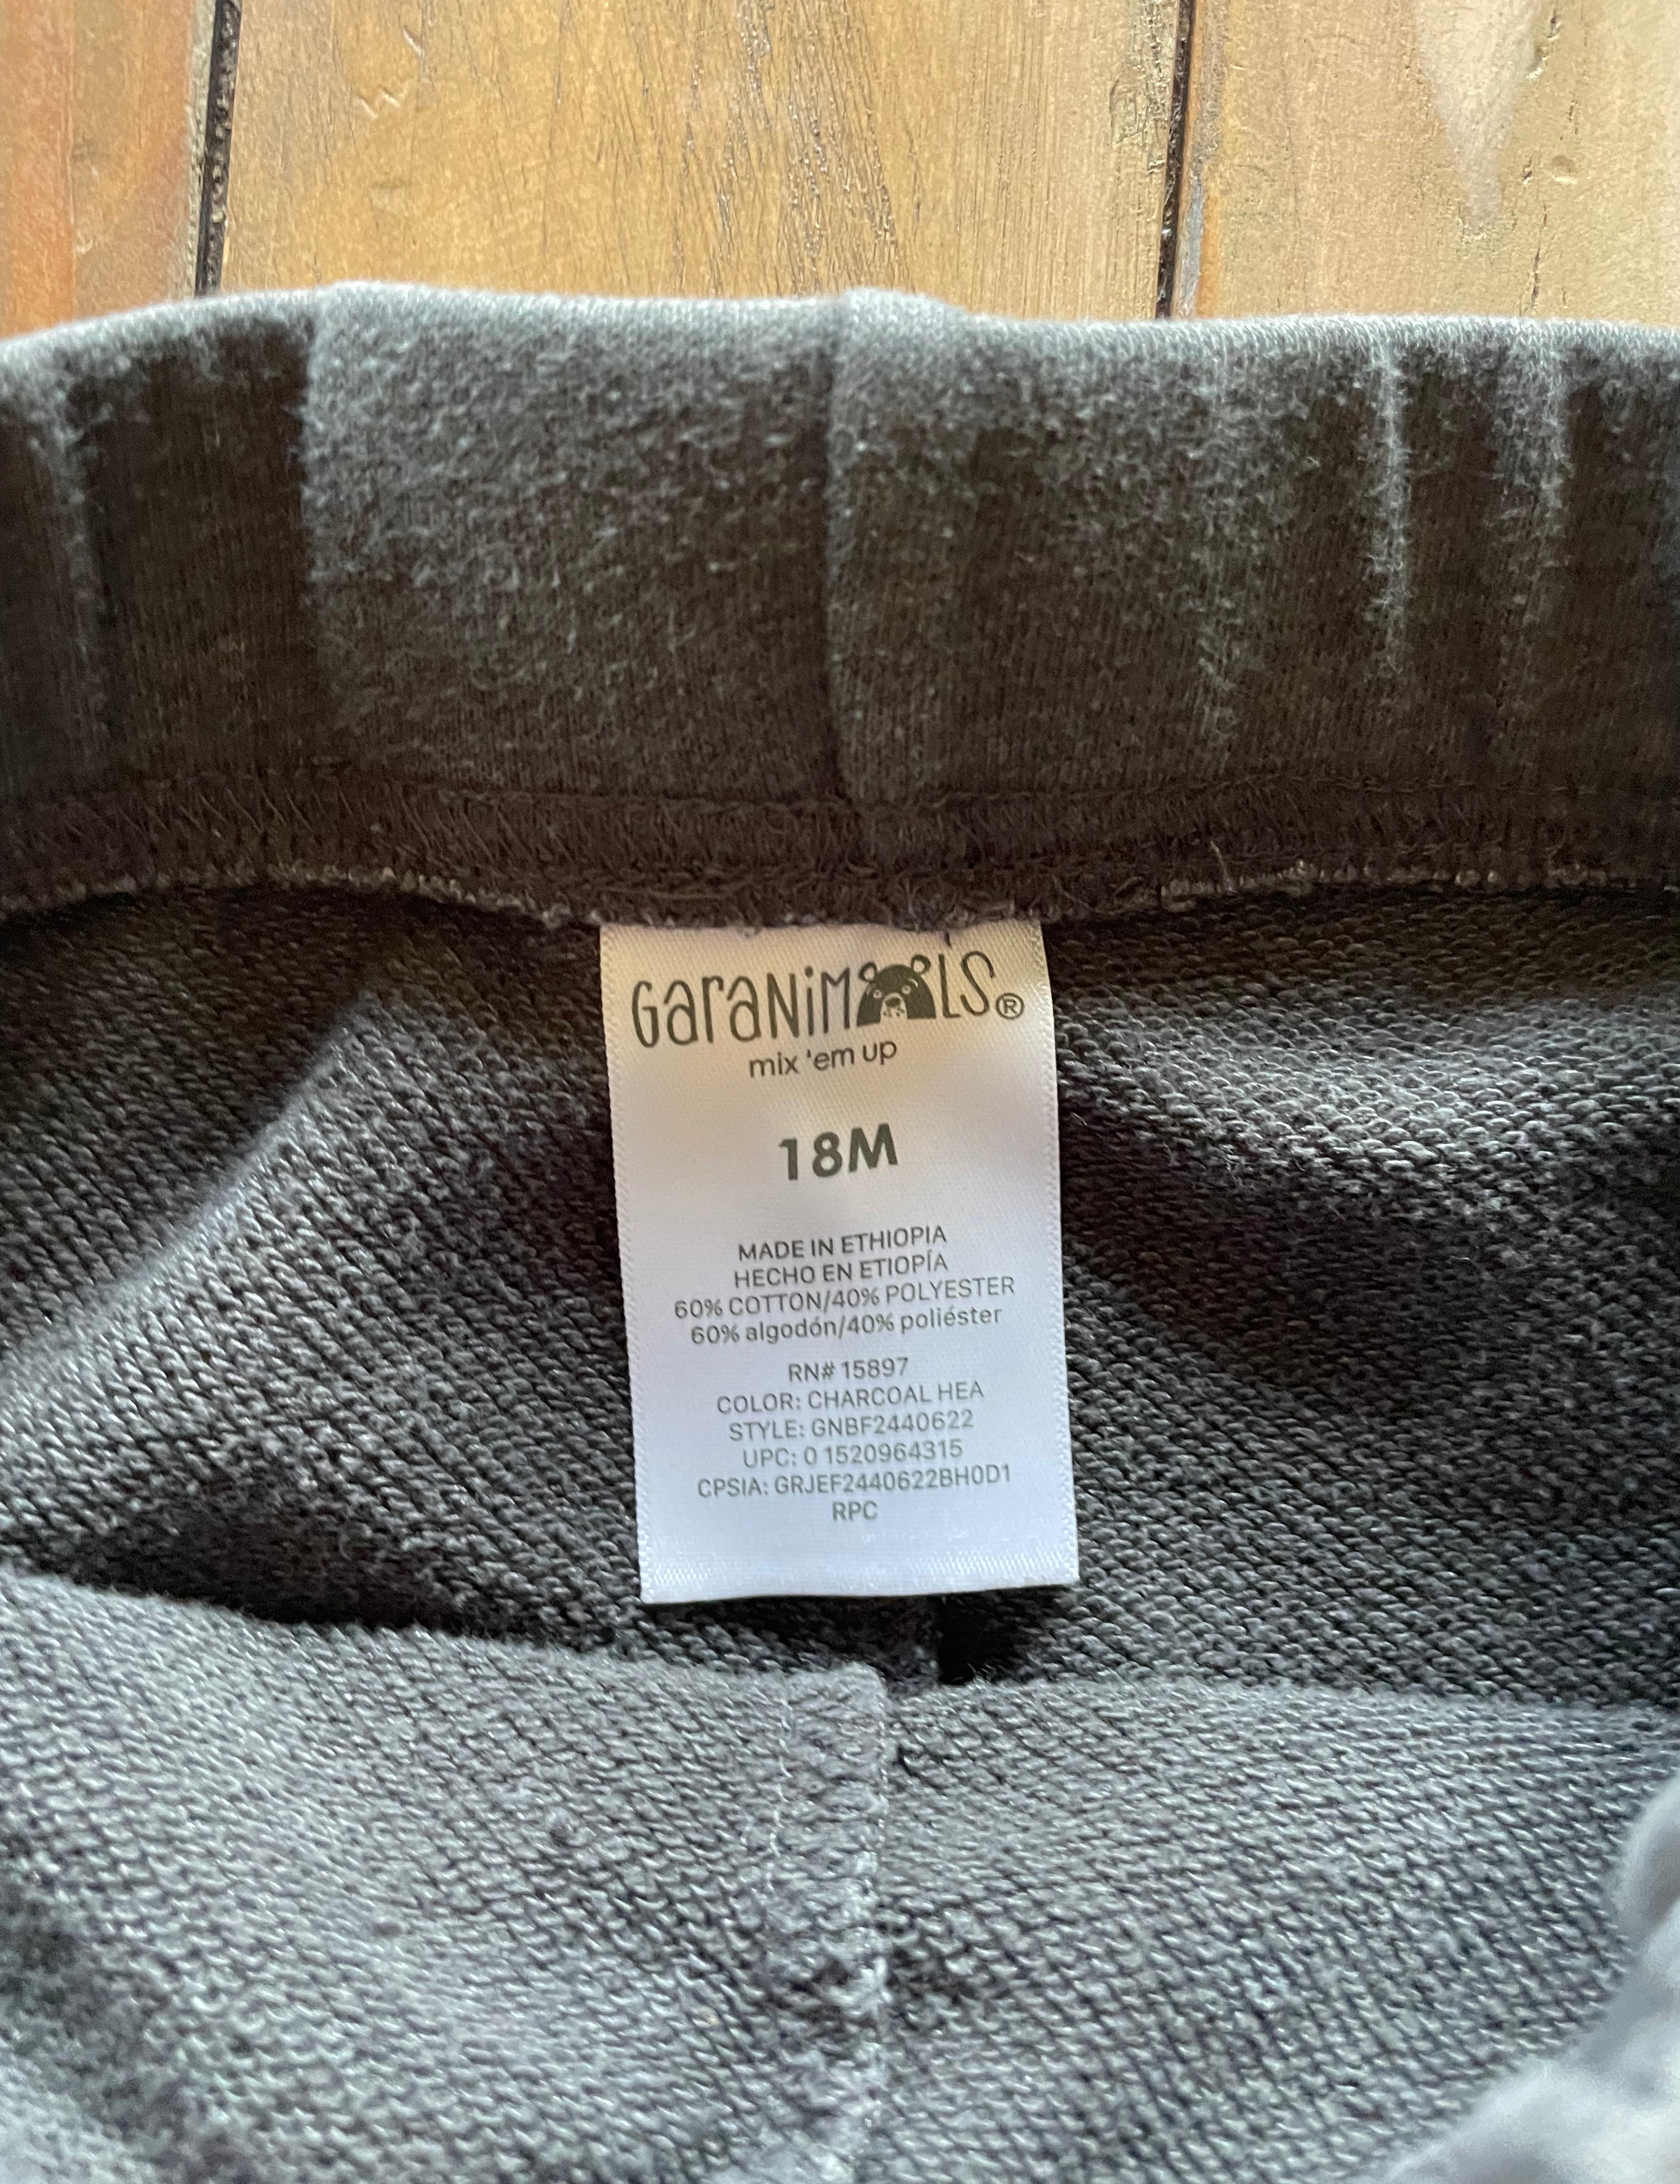 GaraNiMaLS®
mix 'em up
18M
MADE IN ETHIOPIA
HECHO EN ETIOPÍA
60% COTTON/40% POLYESTER
60% algodón/40% poliéster
RN# 15897
COLOR: CHARCOAL HEA
STYLE: GNBF2440622
UPC: 0 1520964315
CPSIA: GRJEF2440622BH0D1
RPC